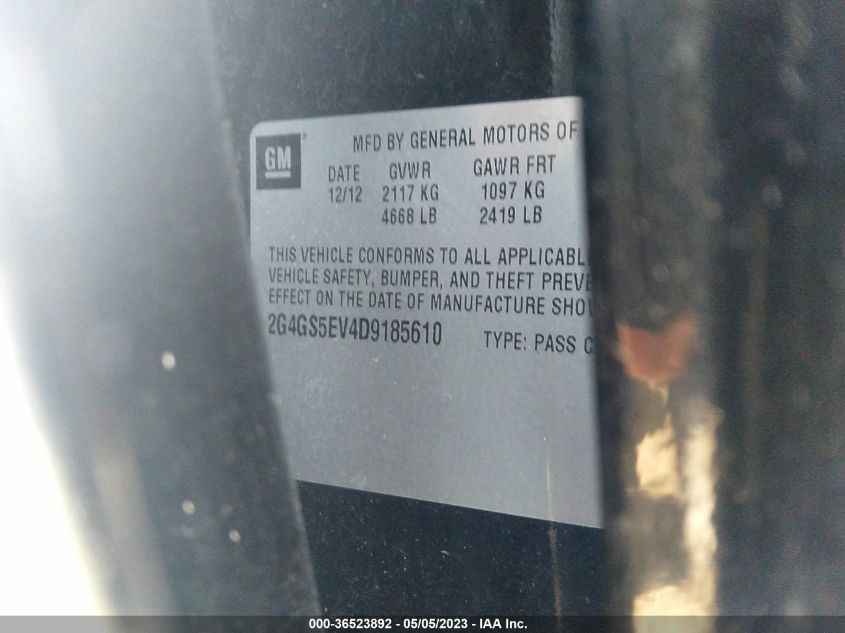 GM ®
MFD BY GENERAL MOTORS OF
DATE GVWR GAWR FRT
12/12 2117 KG 1097 KG
4668 LB 2419 LB
THIS VEHICLE CONFORMS TO ALL APPLICABL
VEHICLE SAFETY, BUMPER, AND THEFT PREVE
EFFECT ON THE DATE OF MANUFACTURE SHO
2G4GS5EV4D9185610 TYPE: PASS C
000-36523892 - 05/05/2023 - IAA Inc.